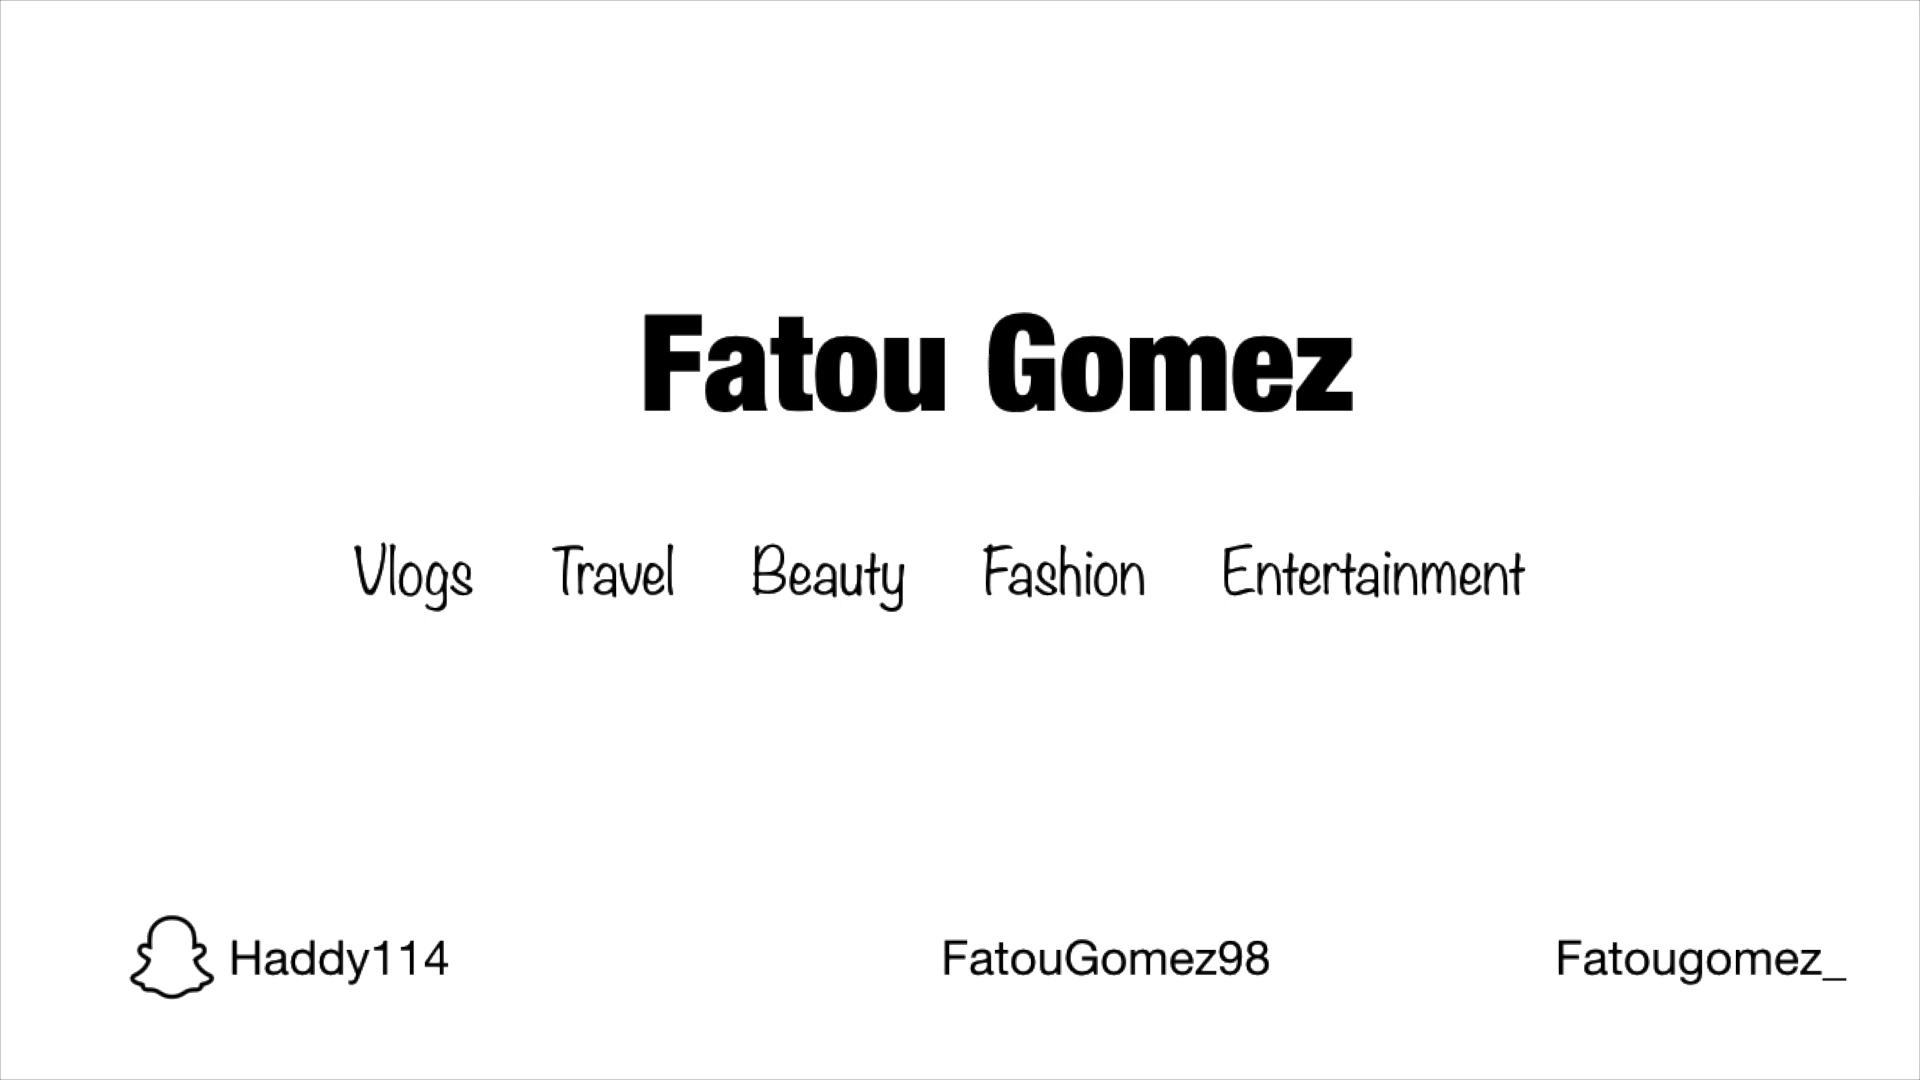 Fatou Gomez
Vlogs Travel Beauty Fashion Entertainment
Haddy114 FatouGomez98 Fatougomez_